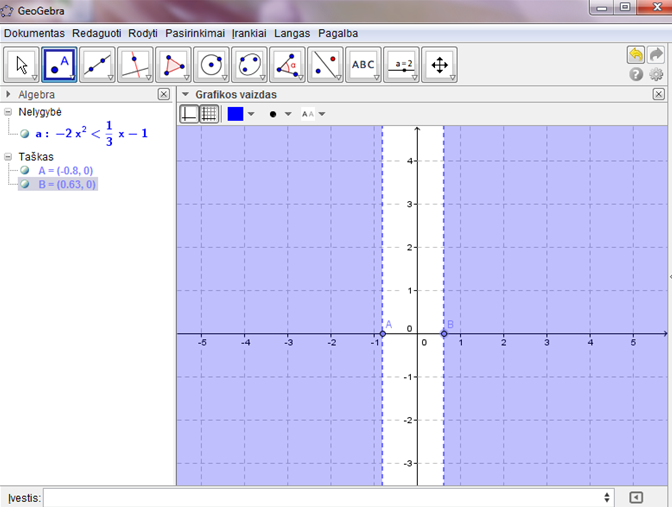 GeoGebra
Dokumentas Redaguoti Rodyti Pasirinkimai Įrankiai Langas Pagalba
A α ABC a=2
Algebra
Nelygybė
a : −2 x² < 1/3 x − 1
Taškas
A = (-0.8, 0)
B = (0.63, 0)
Grafikos vaizdas
A A
4
3
2
1
0
A B
-5 -4 -3 -2 -1 0 1 2 3 4 5
-1
-2
-3
Įvestis: